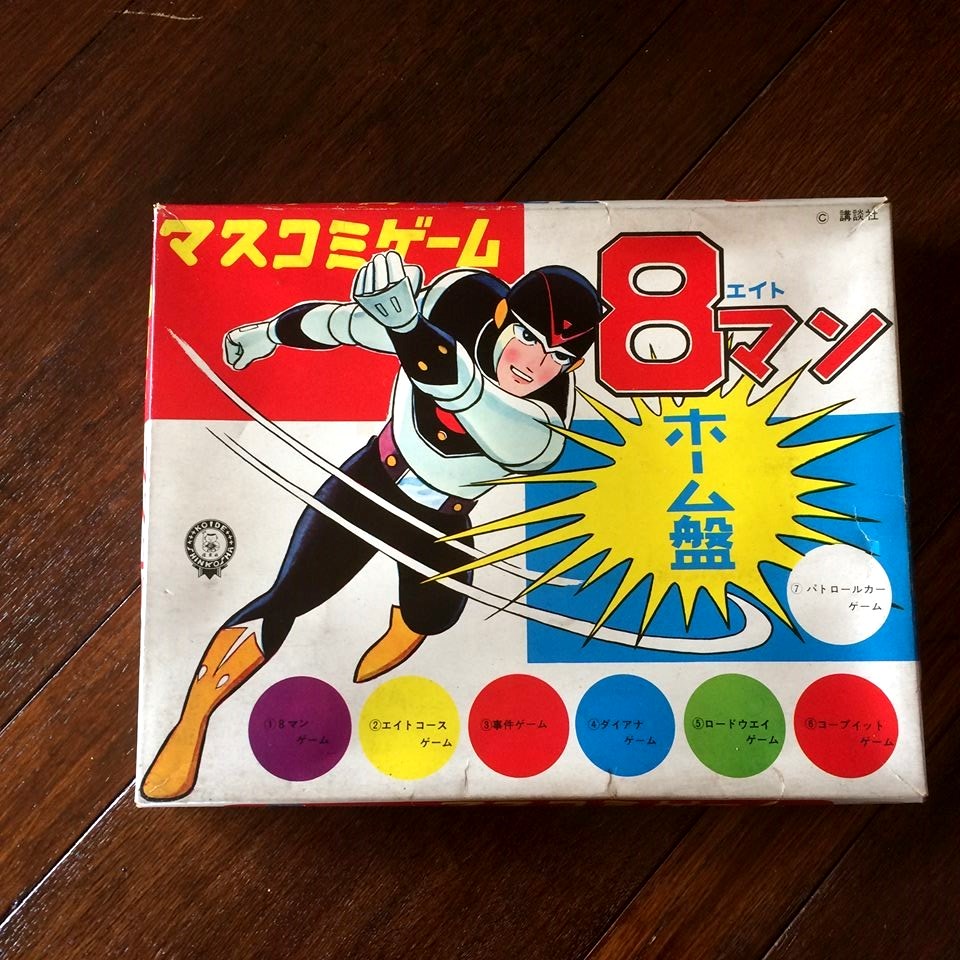 マスコミゲーム
© 講談社
8マン
エイト
ホーム盤
KOIDE
SHINKOSHA
⑦パトロールカー
ゲーム
①8マン
ゲーム
②エイトコース
ゲーム
③事件ゲーム
④ダイアナ
ゲーム
⑤ロードウエイ
ゲーム
⑥コープイット
ゲーム